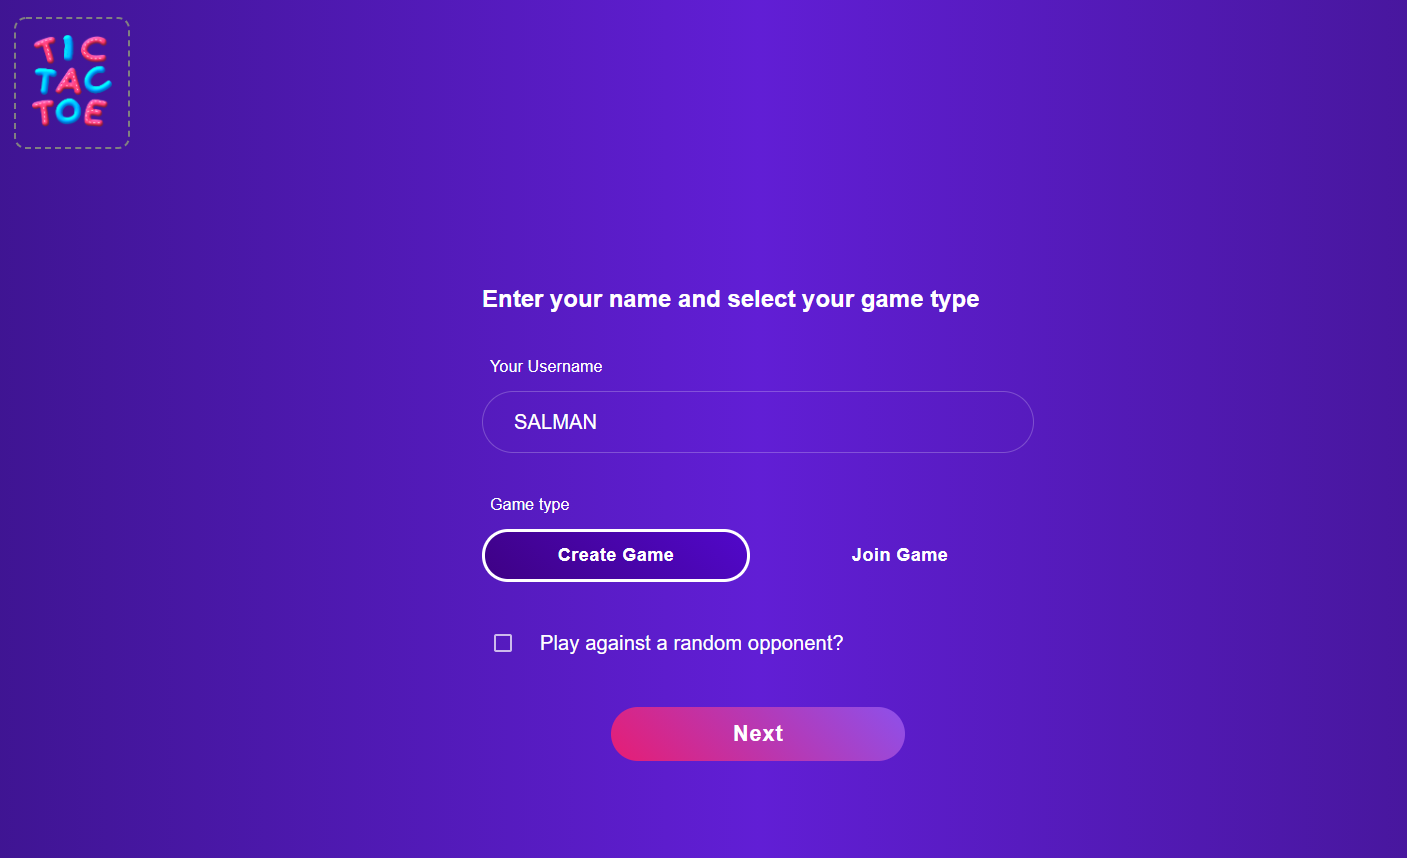 TIC
TAC
TOE
Enter your name and select your game type
Your Username
SALMAN
Game type
Create Game
Join Game
Play against a random opponent?
Next